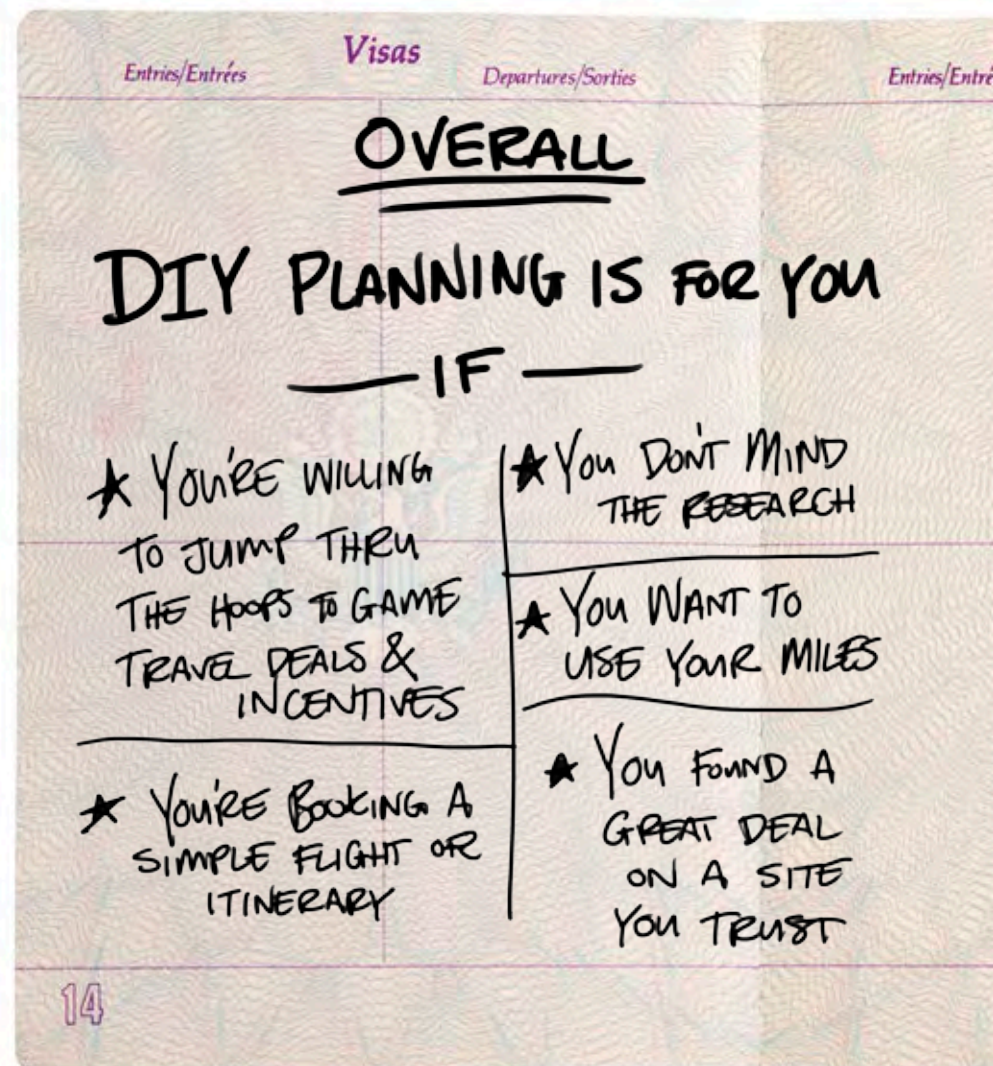 Visas
Entries/Entrées
Departures/Sorties
Entries/Entré
OVERALL
DIY PLANNING IS FOR YOU
— IF —
★ YOU'RE WILLING
TO JUMP THRU
THE HOOPS TO GAME
TRAVEL DEALS &
INCENTIVES
★ YOU'RE BOOKING A
SIMPLE FLIGHT OR
ITINERARY
★ YOU DON'T MIND
THE RESEARCH
★ YOU WANT TO
USE YOUR MILES
★ YOU FOUND A
GREAT DEAL
ON A SITE
YOU TRUST
14